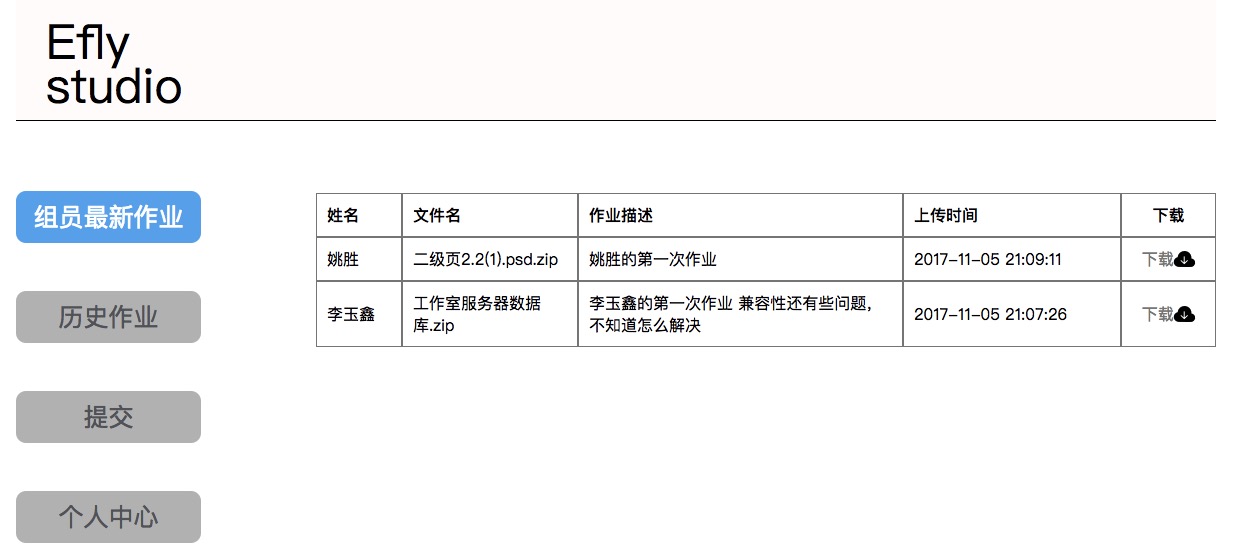 Efly
studio
组员最新作业
历史作业
提交
个人中心
姓名 文件名 作业描述 上传时间 下载
姚胜 二级页2.2(1).psd.zip 姚胜的第一次作业 2017-11-05 21:09:11 下载
李玉鑫 工作室服务器数据 李玉鑫的第一次作业 兼容性还有些问题, 2017-11-05 21:07:26 下载
库.zip 不知道怎么解决